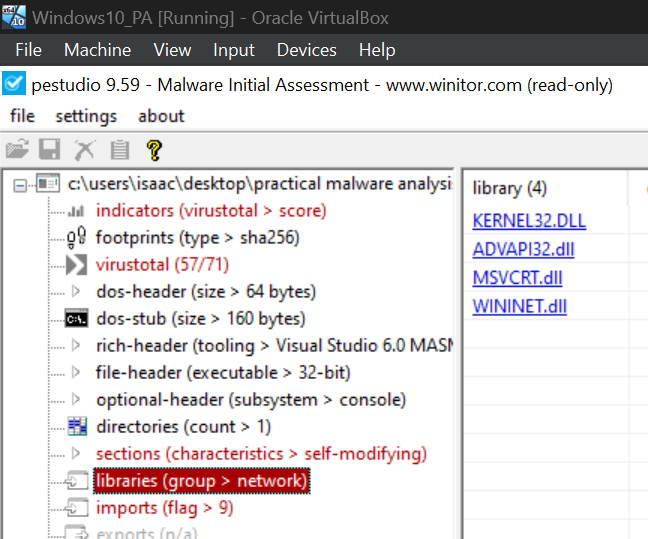 Windows10_PA [Running] - Oracle VirtualBox
File Machine View Input Devices Help
pestudio 9.59 - Malware Initial Assessment - www.winitor.com (read-only)
file settings about
c:\users\isaac\desktop\practical malware analysi
indicators (virustotal > score)
footprints (type > sha256)
virustotal (57/71)
dos-header (size > 64 bytes)
dos-stub (size > 160 bytes)
rich-header (tooling > Visual Studio 6.0 MASM
file-header (executable > 32-bit)
optional-header (subsystem > console)
directories (count > 1)
sections (characteristics > self-modifying)
libraries (group > network)
imports (flag > 9)
exports (n/a)
library (4)
KERNEL32.DLL
ADVAPI32.dll
MSVCRT.dll
WININET.dll